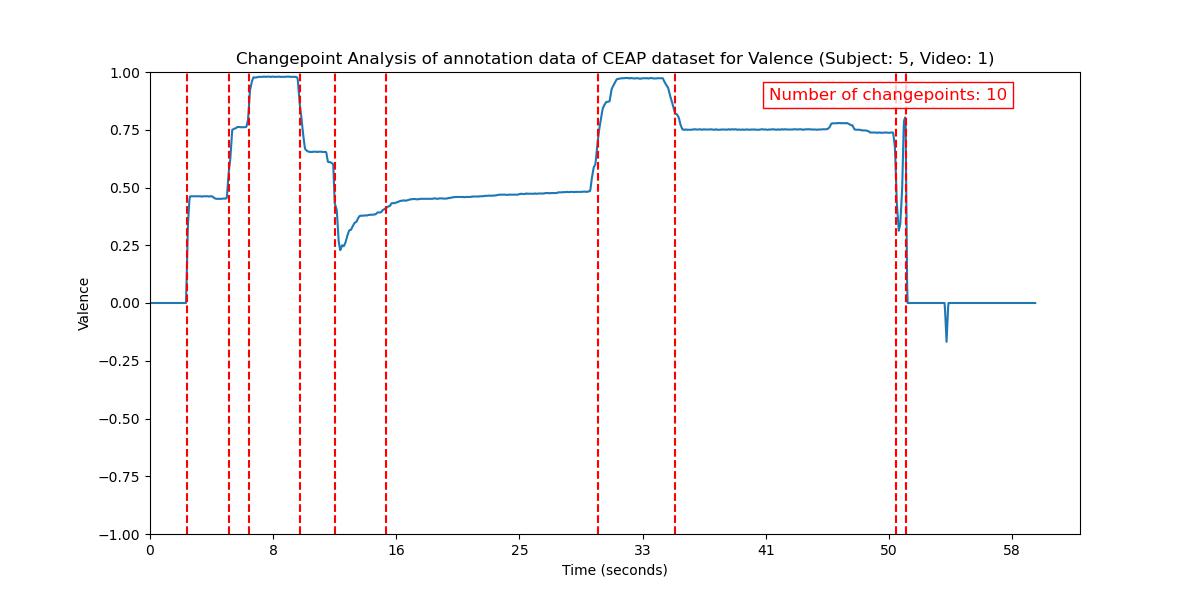 Changepoint Analysis of annotation data of CEAP dataset for Valence (Subject: 5, Video: 1)
Number of changepoints: 10
Valence
1.00
0.75
0.50
0.25
0.00
−0.25
−0.50
−0.75
−1.00
0 8 16 25 33 41 50 58
Time (seconds)